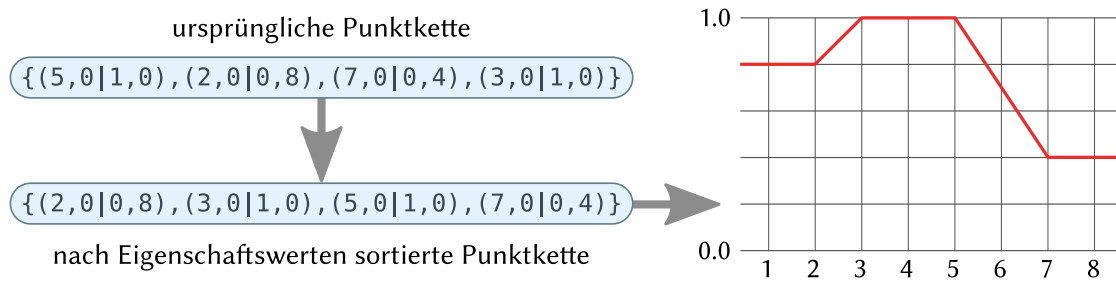 ursprüngliche Punktkette
{(5,0|1,0),(2,0|0,8),(7,0|0,4),(3,0|1,0)}
{(2,0|0,8),(3,0|1,0),(5,0|1,0),(7,0|0,4)}
nach Eigenschaftswerten sortierte Punktkette
1.0
0.0
1 2 3 4 5 6 7 8